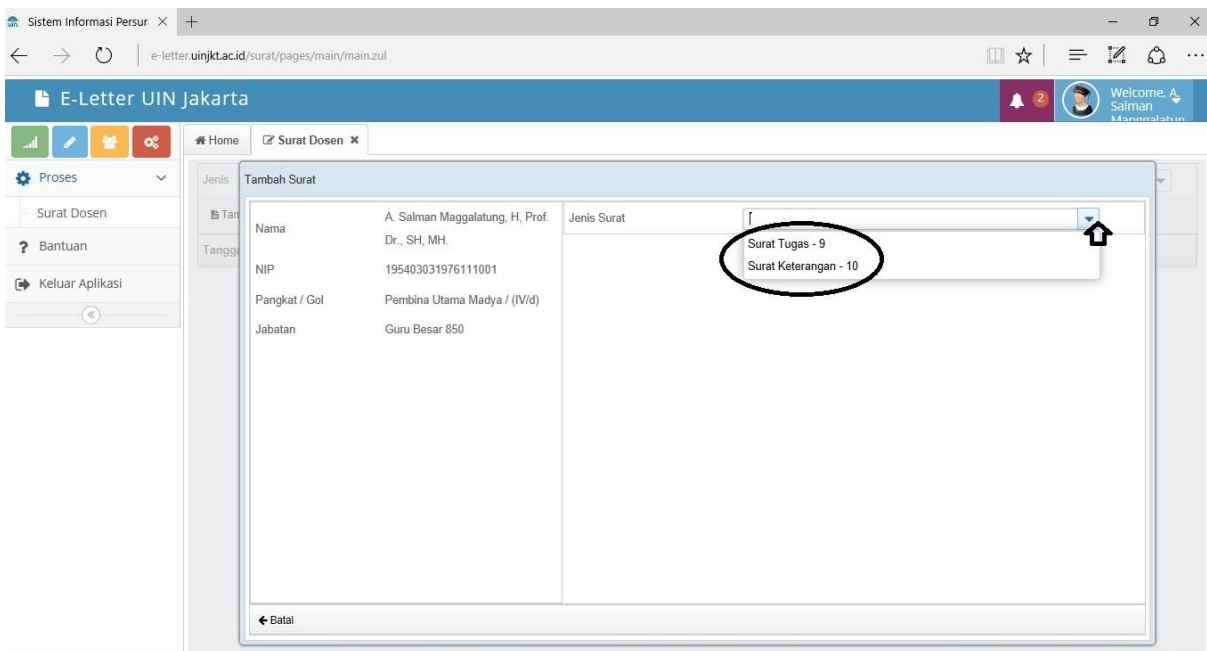 Sistem Informasi Persur
e-letter.uinjkt.ac.id/surat/pages/main/main.zul
E-Letter UIN Jakarta
2
Welcome, A.
Salman
Manggalatun
Home
Surat Dosen
Proses
Surat Dosen
Bantuan
Keluar Aplikasi
Jenis
Tam
Tangga
Tambah Surat
Nama
A. Salman Maggalatung, H, Prof.
Dr., SH, MH.
NIP
195403031976111001
Pangkat / Gol
Pembina Utama Madya / (IV/d)
Jabatan
Guru Besar 850
Jenis Surat
Surat Tugas - 9
Surat Keterangan - 10
Batal